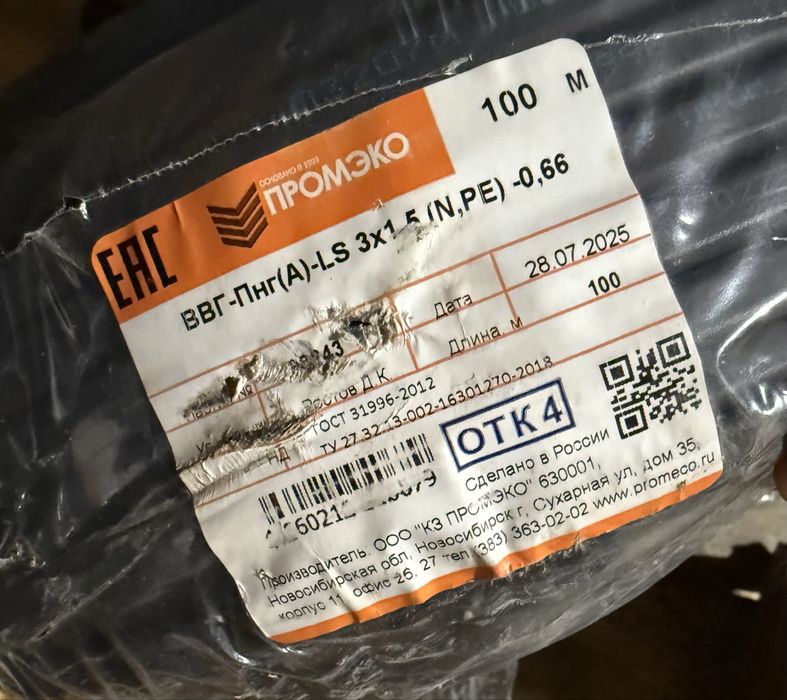 100 М
ОСНОВАНО В 1999
ПРОМЭКО
ЕАС
ВВГ-Пнг(А)-LS 3х1,5 (N,PE) -0,66
Дата 28.07.2025
Длина, м 100
Д.К.
НД ГОСТ 31996-2012
ТУ 27.32.13-002-16301270-2018
ОТК 4
Сделано в России
Производитель: ООО "КЗ ПРОМЭКО" 630001,
Новосибирская обл, Новосибирск г, Сухарная ул, дом 35,
корпус 11, офис 26, 27 тел (383) 363-02-02 www.promeco.ru